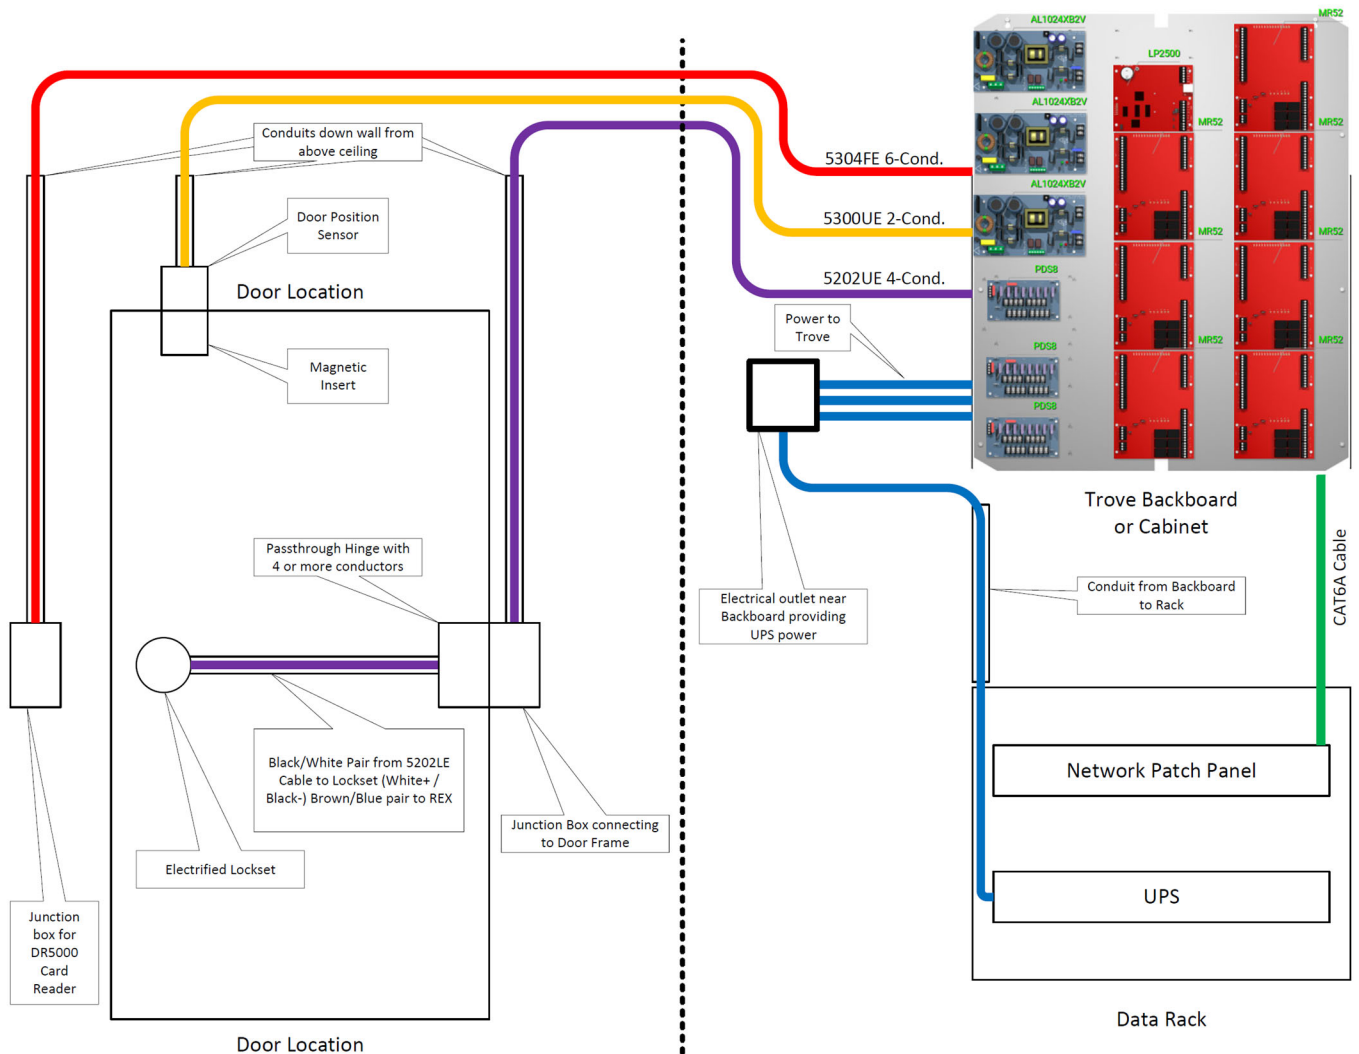 MR52
AL1024XB2V
LP2500
AL1024XB2V
MR52
MR52
Conduits down wall from
above ceiling
5304FE 6-Cond.
AL1024XB2V
Door Position
Sensor
5300UE 2-Cond.
MR52
MR52
5202UE 4-Cond.
PDS8
Door Location
Power to
Trove
PDS8
MR52
MR52
Magnetic
Insert
PDS8
Trove Backboard
or Cabinet
Passthrough Hinge with
4 or more conductors
CAT6A Cable
Conduit from Backboard
to Rack
Electrical outlet near
Backboard providing
UPS power
Black/White Pair from 5202LE
Cable to Lockset (White+ /
Black-) Brown/Blue pair to REX
Network Patch Panel
Junction Box connecting
to Door Frame
Electrified Lockset
UPS
Junction
box for
DR5000
Card
Reader
Data Rack
Door Location